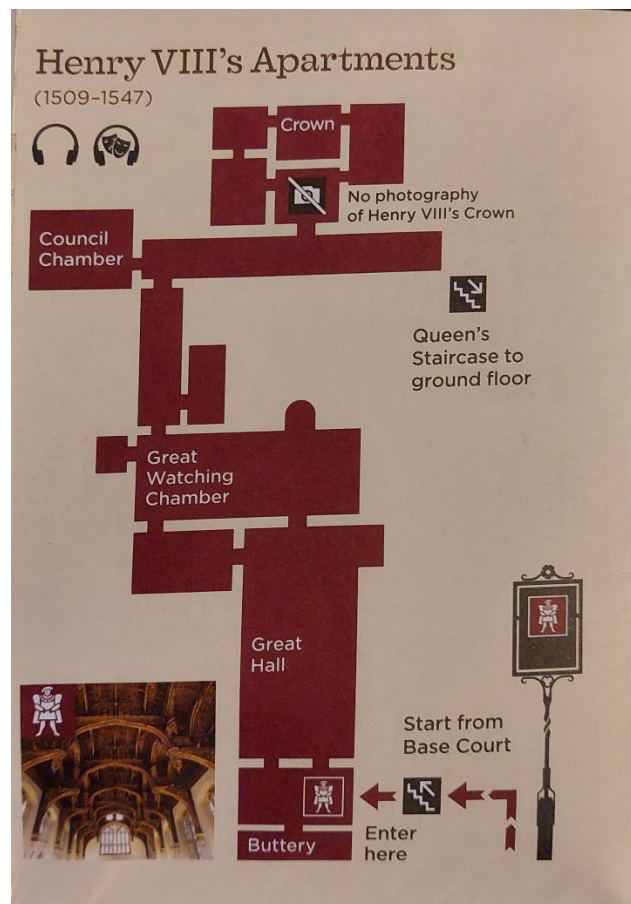 Henry VIII's Apartments
(1509–1547)
Crown
No photography
of Henry VIII's Crown
Council
Chamber
Queen's
Staircase to
ground floor
Great
Watching
Chamber
Great
Hall
Start from
Base Court
Enter
here
Buttery